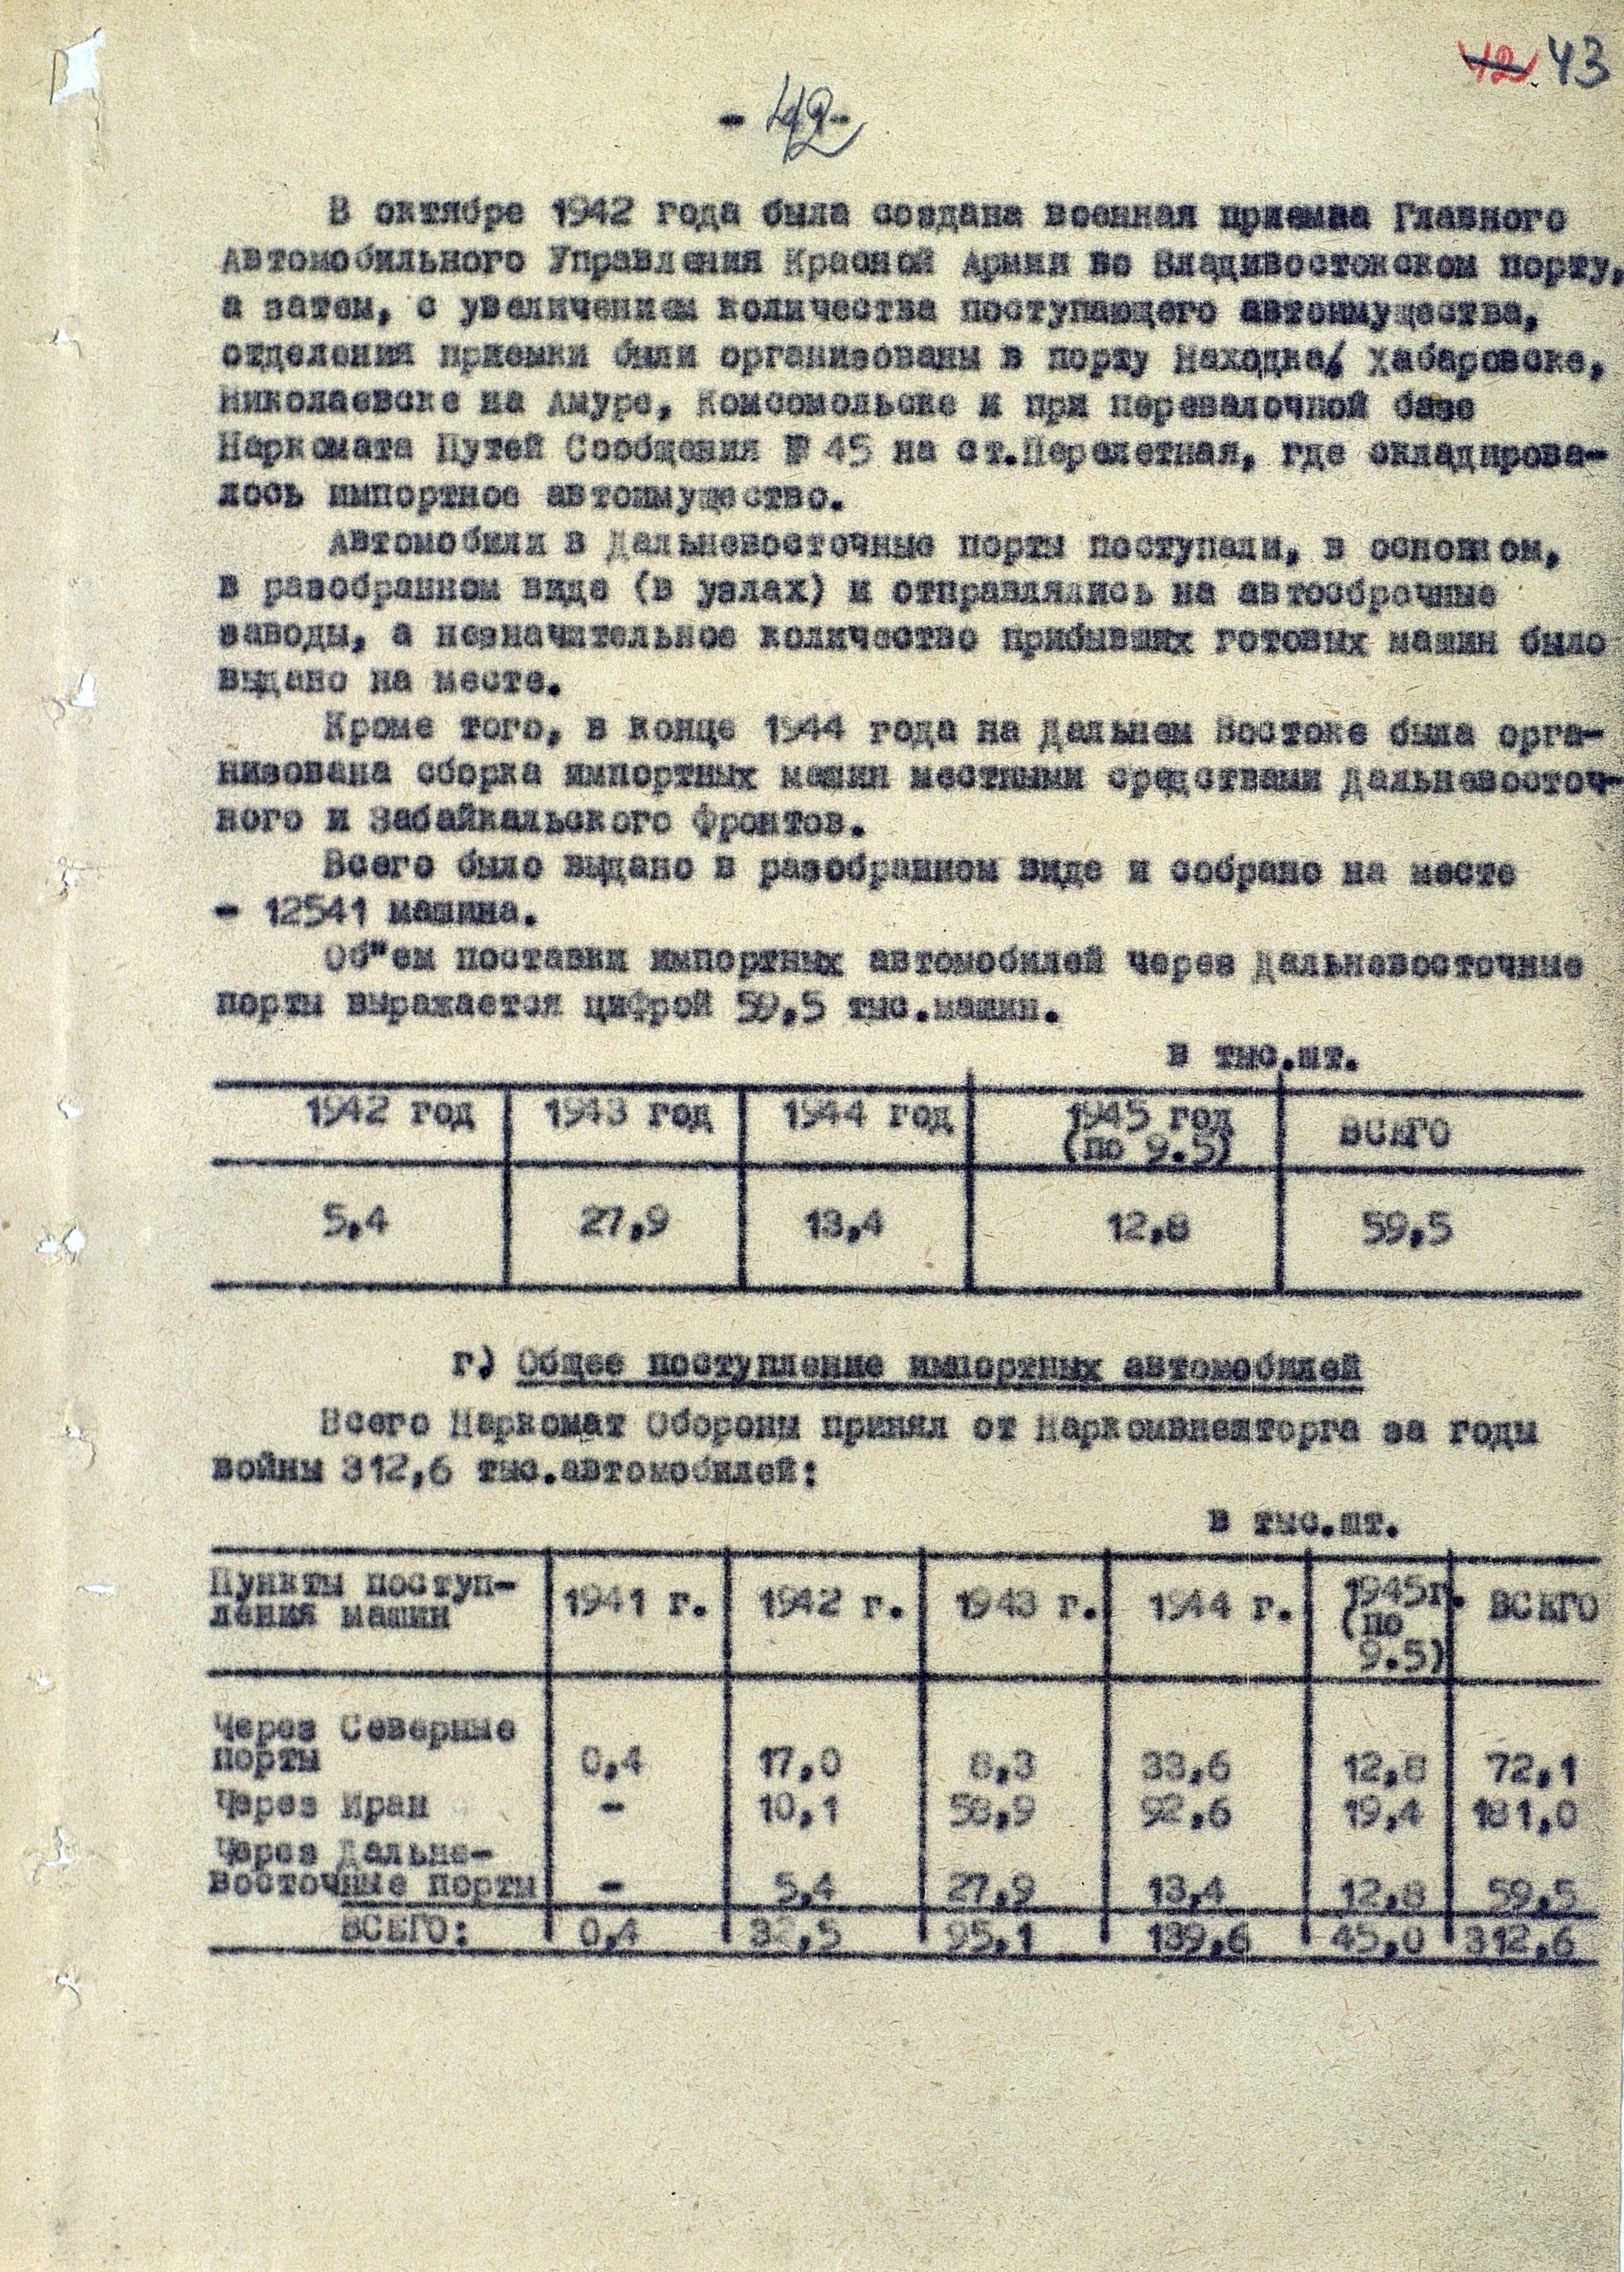 42 43
- 42 -
В октябре 1942 года была создана военная приемка Главного
Автомобильного Управления Красной Армии во Владивостокском порту,
а затем, с увеличением количества поступающего автоимущества,
отделения приемки были организованы в порту Находка, Хабаровске,
Николаевске на Амуре, Комсомольске и при перевалочной базе
Наркомата Путей Сообщения № 45 на ст.Перелетная, где складирова-
лось импортное автоимущество.
Автомобили в Дальневосточные порты поступали, в основном,
в разобранном виде (в узлах) и отправлялись на автосборочные
заводы, а незначительное количество прибывших готовых машин было
выдано на месте.
Кроме того, в конце 1944 года на Дальнем Востоке была орга-
низована сборка импортных машин местными средствами Дальневосточ-
ного и Забайкальского фронтов.
Всего было выдано в разобранном виде и собрано на месте
- 12541 машина.
Об"ем поставки импортных автомобилей через Дальневосточные
порты выражается цифрой 59,5 тыс.машин.
в тыс.шт.
1942 год 1943 год 1944 год 1945 год (по 9.5) ВСЕГО
5,4 27,9 13,4 12,8 59,5
г) Общее поступление импортных автомобилей
Всего Наркомат Обороны принял от Наркомвнешторга за годы
войны 312,6 тыс.автомобилей:
в тыс.шт.
Пункты поступ-
ления машин 1941 г. 1942 г. 1943 г. 1944 г. 1945г. (по 9.5) ВСЕГО
Через Северные
порты 0,4 17,0 8,3 33,6 12,8 72,1
Через Иран - 10,1 58,9 92,6 19,4 181,0
Через Дальне-
восточные порты - 5,4 27,9 13,4 12,8 59,5
ВСЕГО: 0,4 32,5 95,1 139,6 45,0 312,6